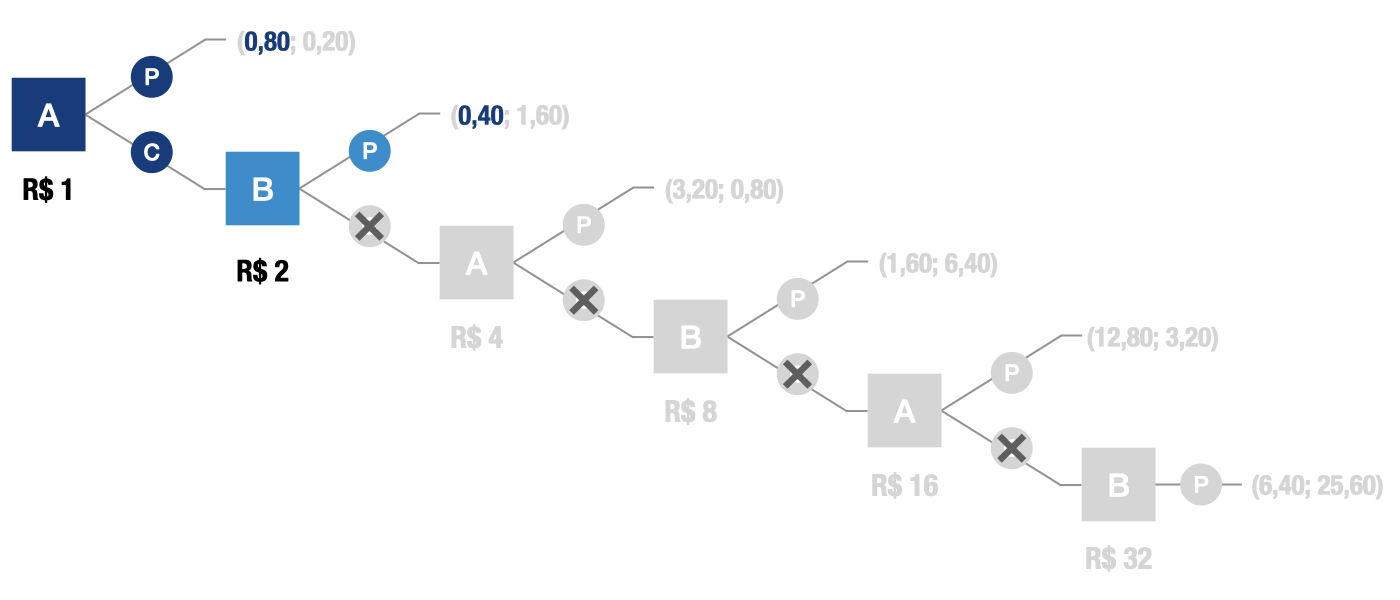 (0,80; 0,20)
P
A
C
R$ 1
(0,40; 1,60)
P
B
R$ 2
(3,20; 0,80)
P
A
R$ 4
(1,60; 6,40)
P
B
R$ 8
(12,80; 3,20)
P
A
R$ 16
B
P
(6,40; 25,60)
R$ 32